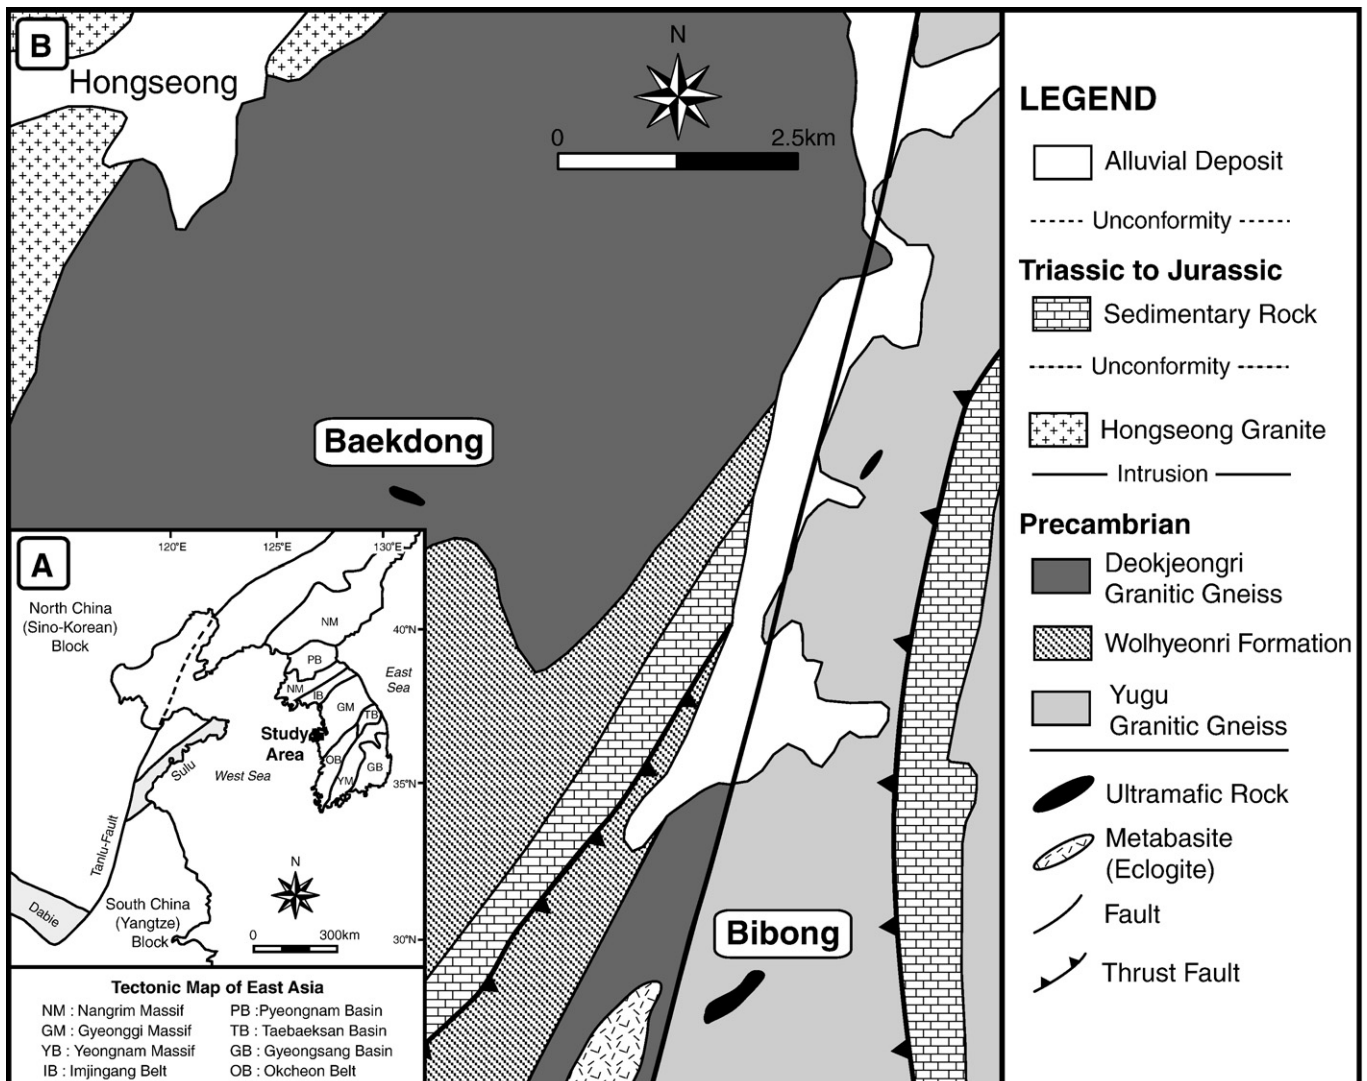 B
Hongseong
N
0 2.5km
Baekdong
Bibong
A
120°E 125°E 130°E
North China
(Sino-Korean)
Block
NM
40°N
PB
East
Sea
NM
IB
GM
TB
Study
Area
OB
GB
YM
Sulu
West Sea
35°N
Tanlu-Fault
N
Dabie
South China
(Yangtze)
Block
0 300km
30°N
Tectonic Map of East Asia
NM : Nangrim Massif PB :Pyeongnam Basin
GM : Gyeonggi Massif TB : Taebaeksan Basin
YB : Yeongnam Massif GB : Gyeongsang Basin
IB : Imjingang Belt OB : Okcheon Belt
LEGEND
Alluvial Deposit
Unconformity
Triassic to Jurassic
Sedimentary Rock
Unconformity
Hongseong Granite
Intrusion
Precambrian
Deokjeongri
Granitic Gneiss
Wolhyeonri Formation
Yugu
Granitic Gneiss
Ultramafic Rock
Metabasite
(Eclogite)
Fault
Thrust Fault